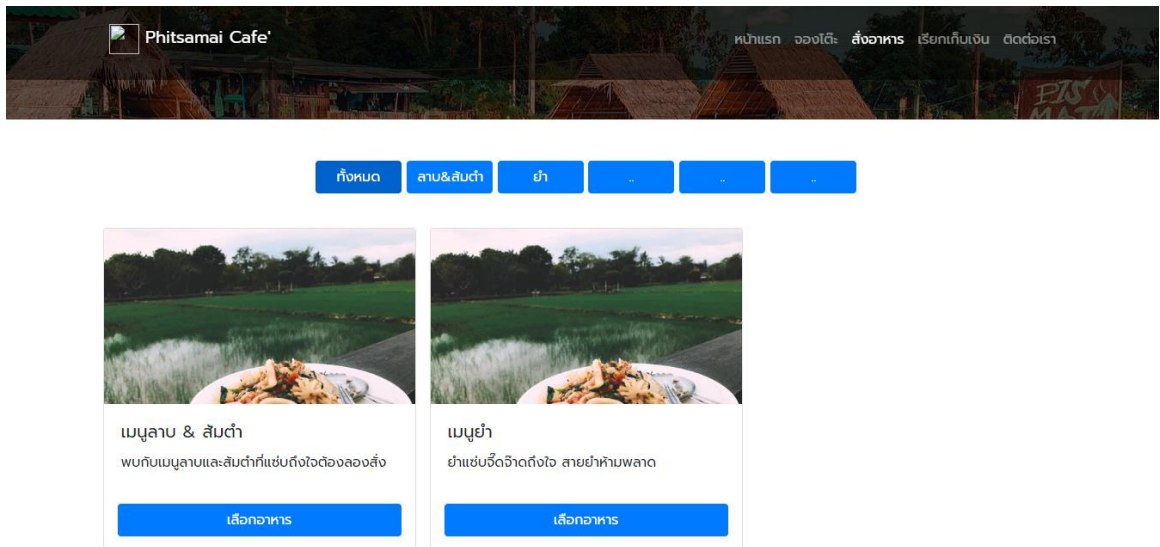 Phitsamai Cafe'
หน้าแรก จองโต๊ะ สั่งอาหาร เรียกเก็บเงิน ติดต่อเรา
PIS
ทั้งหมด ลาบ&ส้มตำ ยำ .. .. ..
เมนูลาบ & ส้มตำ
พบกับเมนูลาบและส้มตำที่แซ่บถึงใจต้องลองสั่ง
เลือกอาหาร
เมนูยำ
ยำแซ่บจี๊ดจ๊าดถึงใจ สายยำห้ามพลาด
เลือกอาหาร